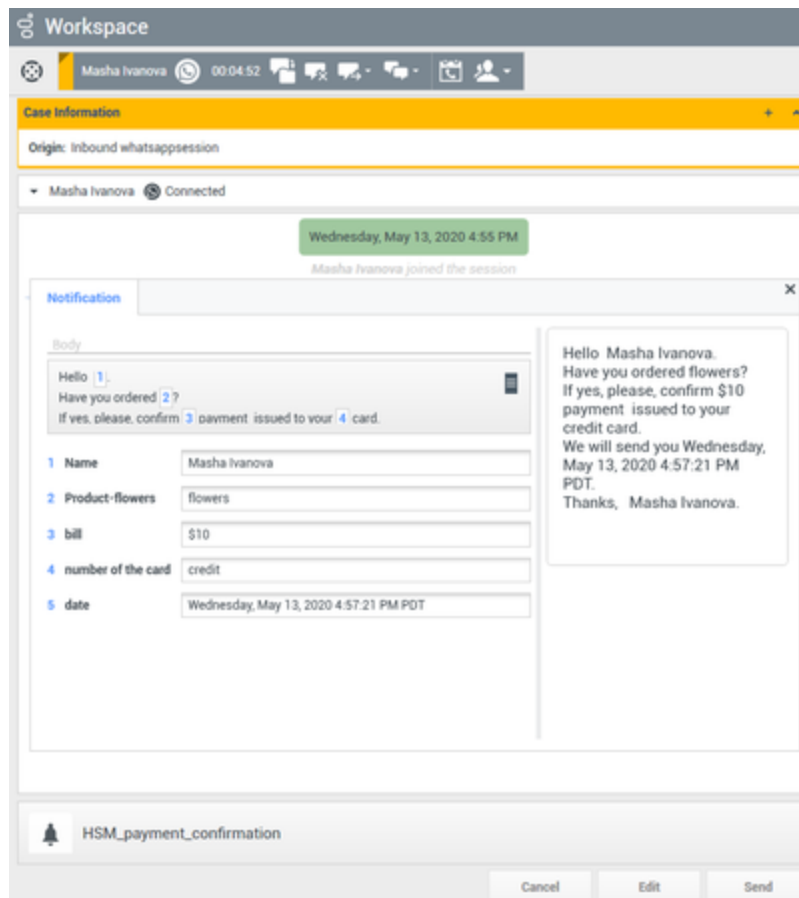 Workspace
Masha Ivanova 00:04:52
Case Information
Origin: Inbound whatsappsession
Masha Ivanova Connected
Wednesday, May 13, 2020 4:55 PM
Masha Ivanova joined the session
Notification
Body
Hello 1.
Have you ordered 2?
If yes, please, confirm 3 payment issued to your 4 card.
1 Name Masha Ivanova
2 Product-flowers flowers
3 bill $10
4 number of the card credit
5 date Wednesday, May 13, 2020 4:57:21 PM PDT
Hello Masha Ivanova.
Have you ordered flowers?
If yes, please, confirm $10
payment issued to your
credit card.
We will send you Wednesday,
May 13, 2020 4:57:21 PM
PDT.
Thanks, Masha Ivanova.
HSM_payment_confirmation
Cancel Edit Send